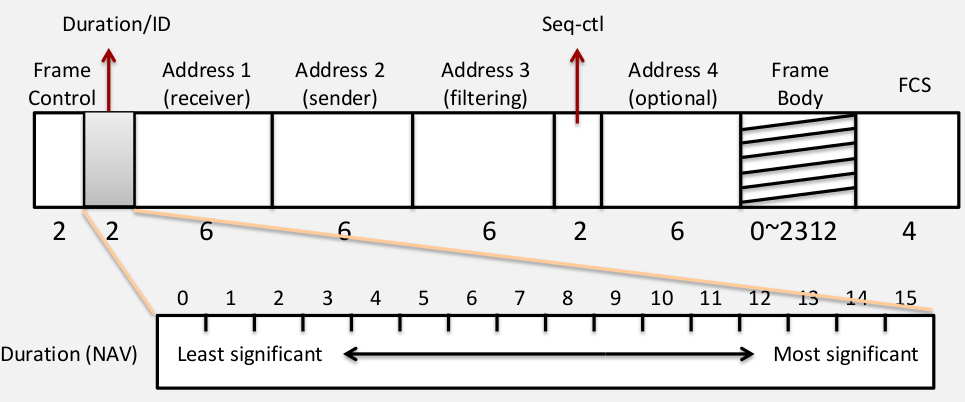 Duration/ID
Seq-ctl
Frame
Control
Address 1
(receiver)
Address 2
(sender)
Address 3
(filtering)
Address 4
(optional)
Frame
Body
FCS
2 2 6 6 6 2 6 0~2312 4
0 1 2 3 4 5 6 7 8 9 10 11 12 13 14 15
Duration (NAV) Least significant Most significant